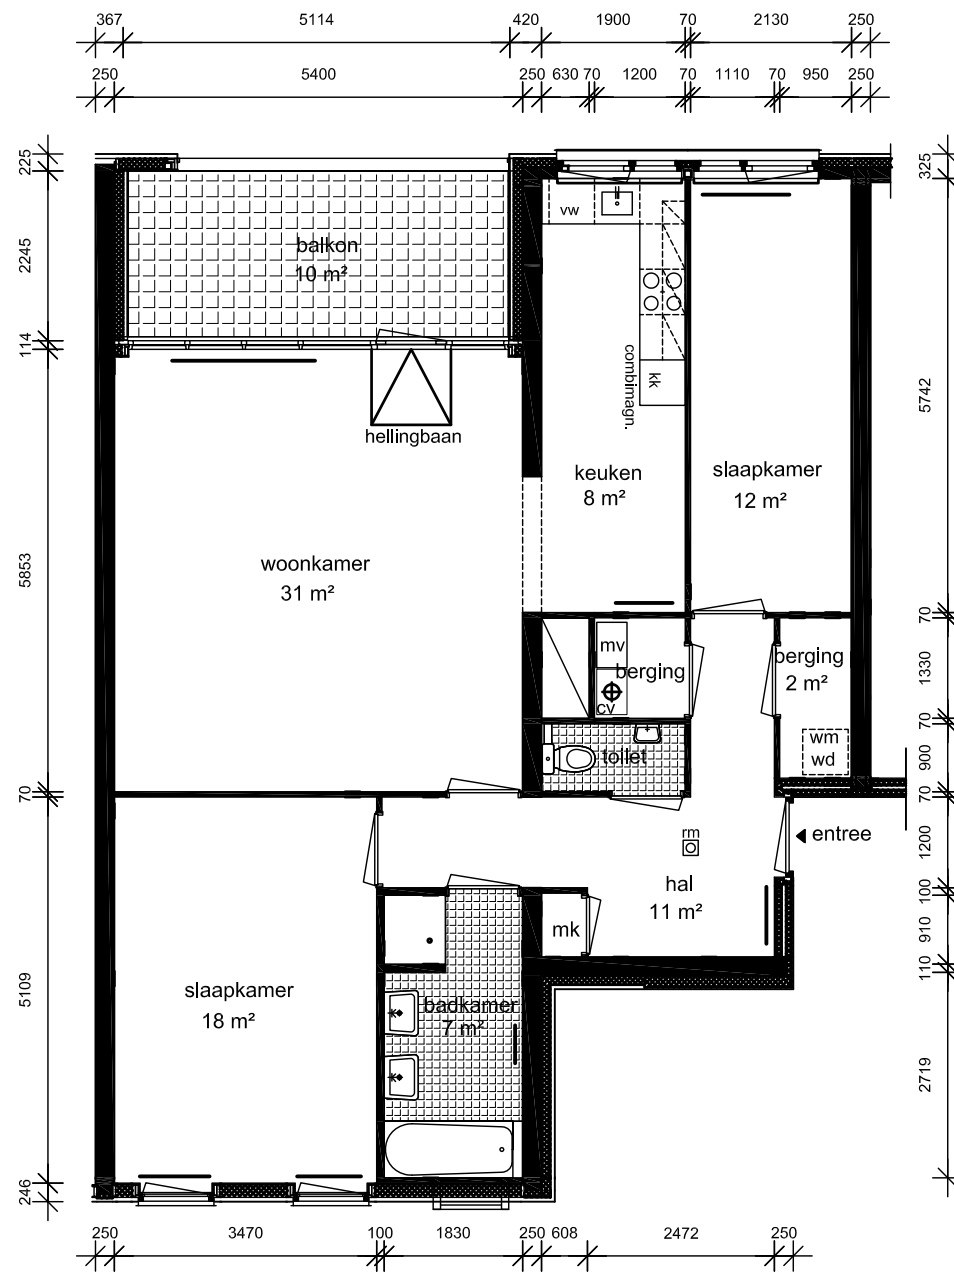 367 5114 420 1900 70 2130 250
250 5400 250 630 70 1200 70 1110 70 950 250
225
2245
114
5853
70
5109
246
325
5742
70
1330
70
900
70
1200
100
910
110
2719
balkon
10 m²
vw
kk
combimagn.
hellingbaan
keuken
8 m²
slaapkamer
12 m²
woonkamer
31 m²
mv
berging
cv
berging
2 m²
wm
wd
toilet
rm
entree
hal
11 m²
mk
slaapkamer
18 m²
badkamer
7 m²
250 3470 100 1830 250 608 2472 250